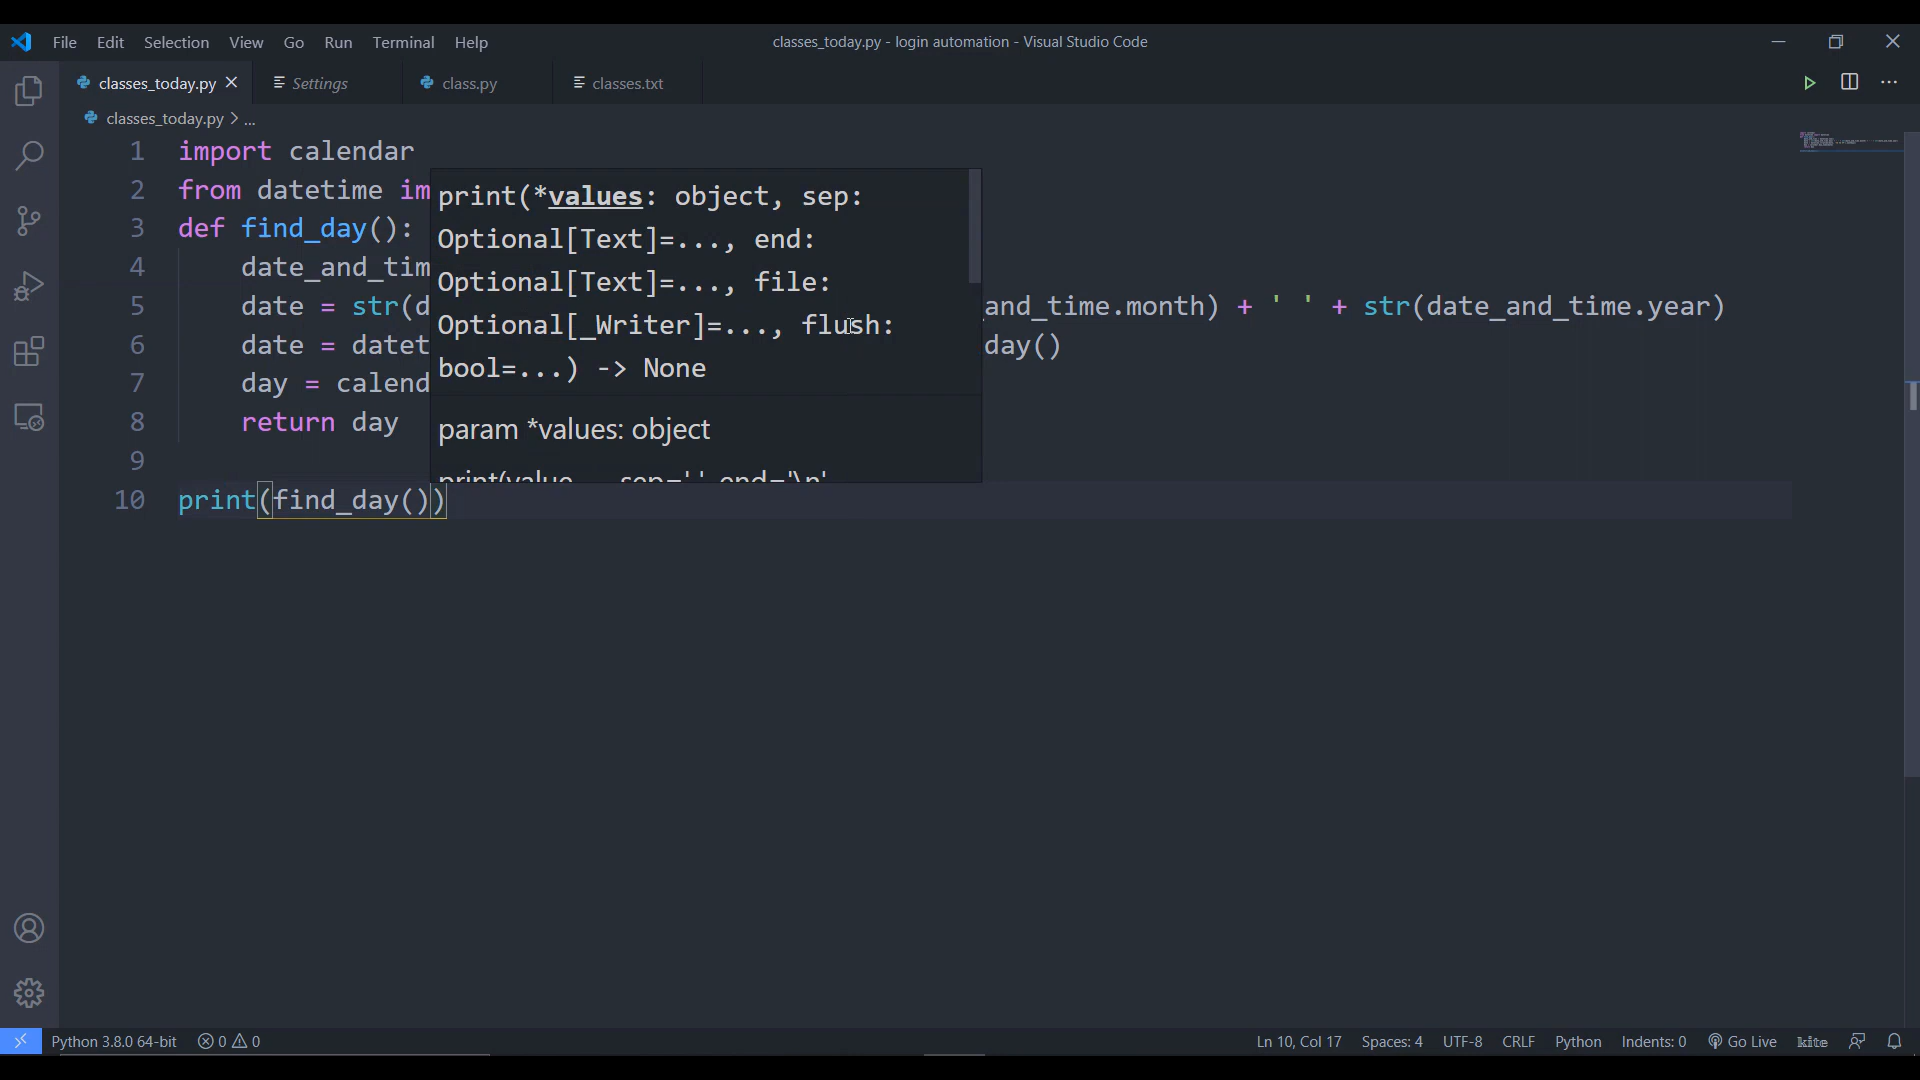 File Edit Selection View Go Run Terminal Help
classes_today.py - login automation - Visual Studio Code
classes_today.py Settings class.py classes.txt
classes_today.py > ...
1 import calendar
2 from datetime im
3 def find_day():
4 date_and_tim
5 date = str(d and_time.month) + ' ' + str(date_and_time.year)
6 date = datet day()
7 day = calend
8 return day
9
10 print(find_day())
print(*values: object, sep:
Optional[Text]=..., end:
Optional[Text]=..., file:
Optional[_Writer]=..., flush:
bool=...) -> None
param *values: object
print(value sep=' ' end='\n'
Python 3.8.0 64-bit 0 0 Ln 10, Col 17 Spaces: 4 UTF-8 CRLF Python Indents: 0 Go Live kite